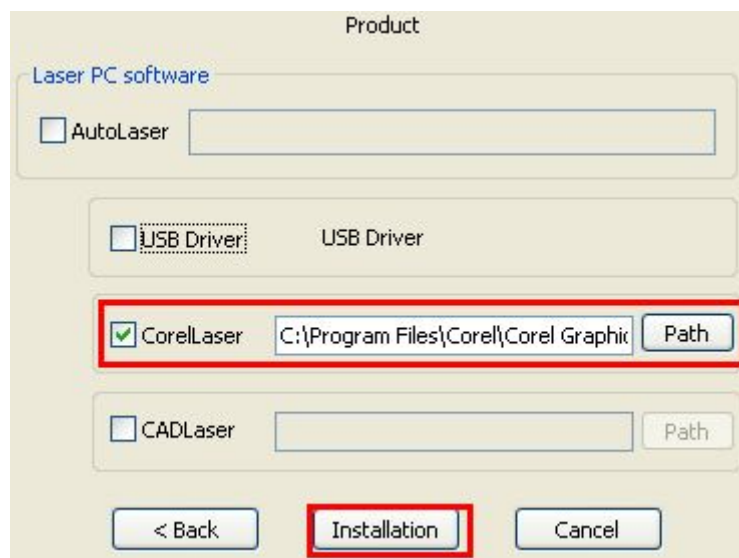 Product
Laser PC software
AutoLaser
USB Driver USB Driver
CorelLaser C:\Program Files\Corel\Corel Graphic Path
CADLaser Path
< Back Installation Cancel